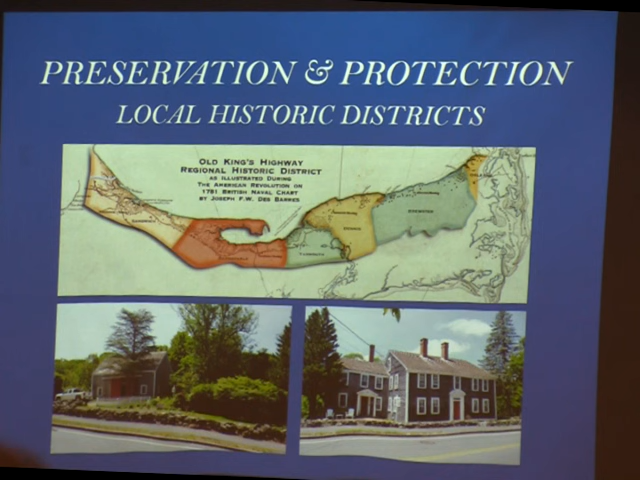 PRESERVATION & PROTECTION
LOCAL HISTORIC DISTRICTS
OLD KING'S HIGHWAY
REGIONAL HISTORIC DISTRICT
AS ILLUSTRATED DURING
THE AMERICAN REVOLUTION ON
1781 BRITISH NAVAL CHART
BY JOSEPH F.W. DES BARRES